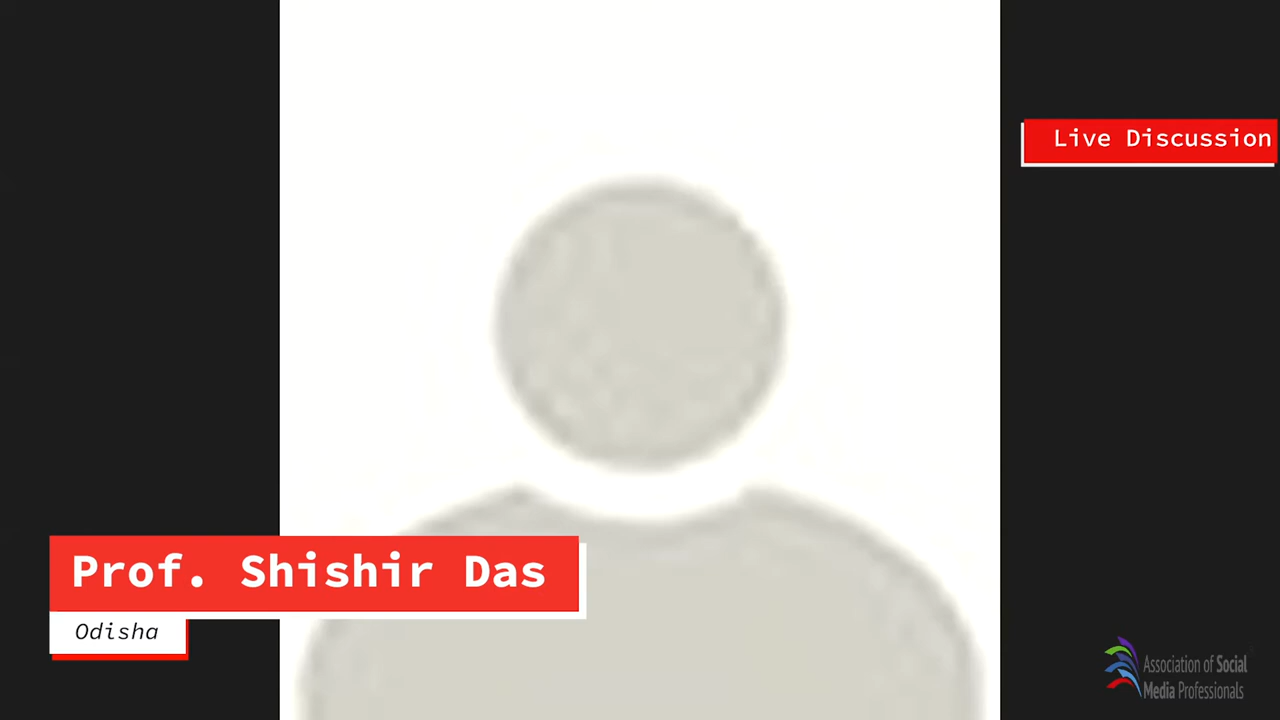 Live Discussion
Prof. Shishir Das
Odisha
Association of Social
Media Professionals